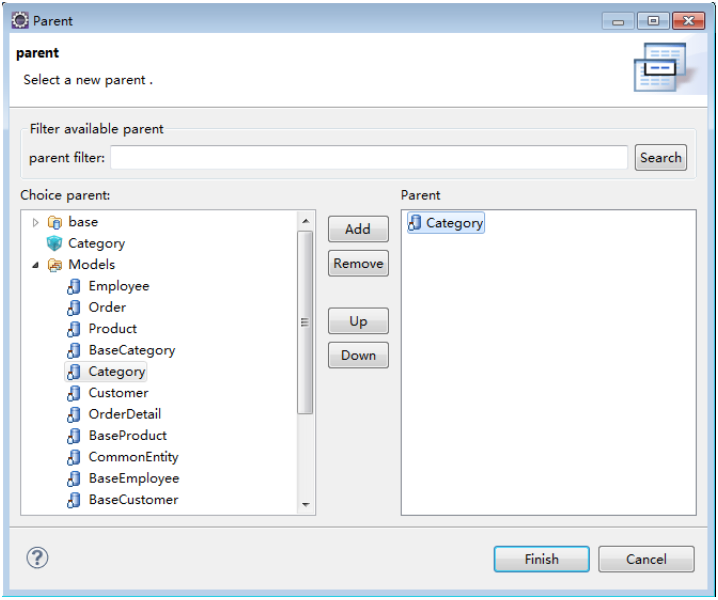 Parent
parent
Select a new parent .
Filter available parent
parent filter:
Search
Choice parent:
base
Category
Models
Employee
Order
Product
BaseCategory
Category
Customer
OrderDetail
BaseProduct
CommonEntity
BaseEmployee
BaseCustomer
Add
Remove
Up
Down
Parent
Category
?
Finish
Cancel